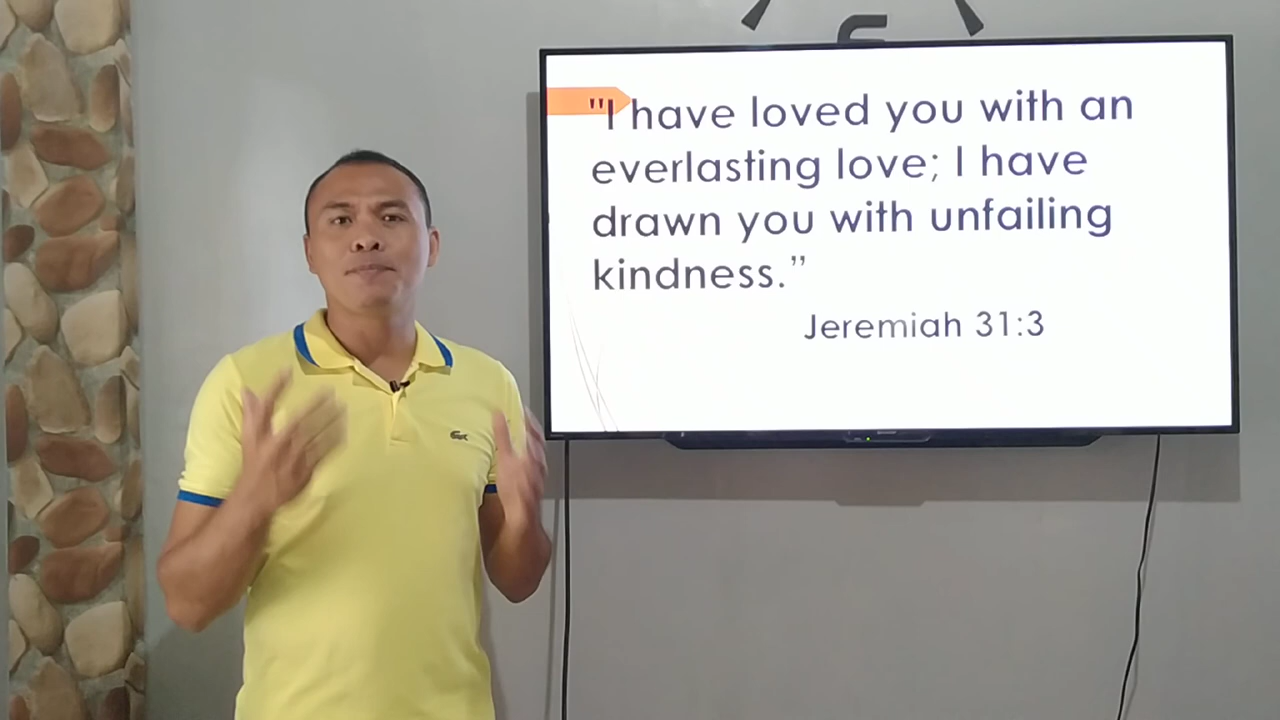 "I have loved you with an
everlasting love; I have
drawn you with unfailing
kindness.”
Jeremiah 31:3